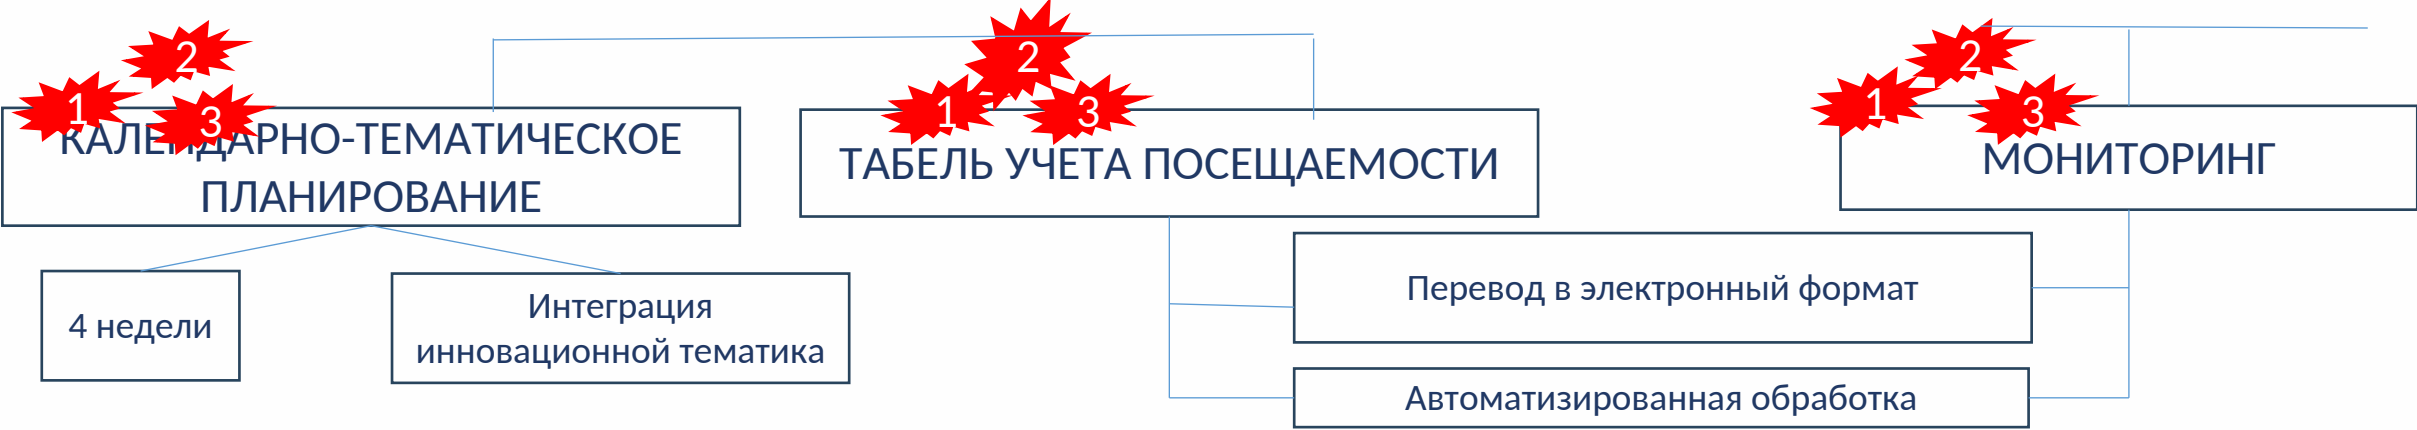 2
1
3
КАЛЕНДАРНО-ТЕМАТИЧЕСКОЕ
ПЛАНИРОВАНИЕ
4 недели
Интеграция
инновационной тематика
2
1
3
ТАБЕЛЬ УЧЕТА ПОСЕЩАЕМОСТИ
2
1
3
МОНИТОРИНГ
Перевод в электронный формат
Автоматизированная обработка